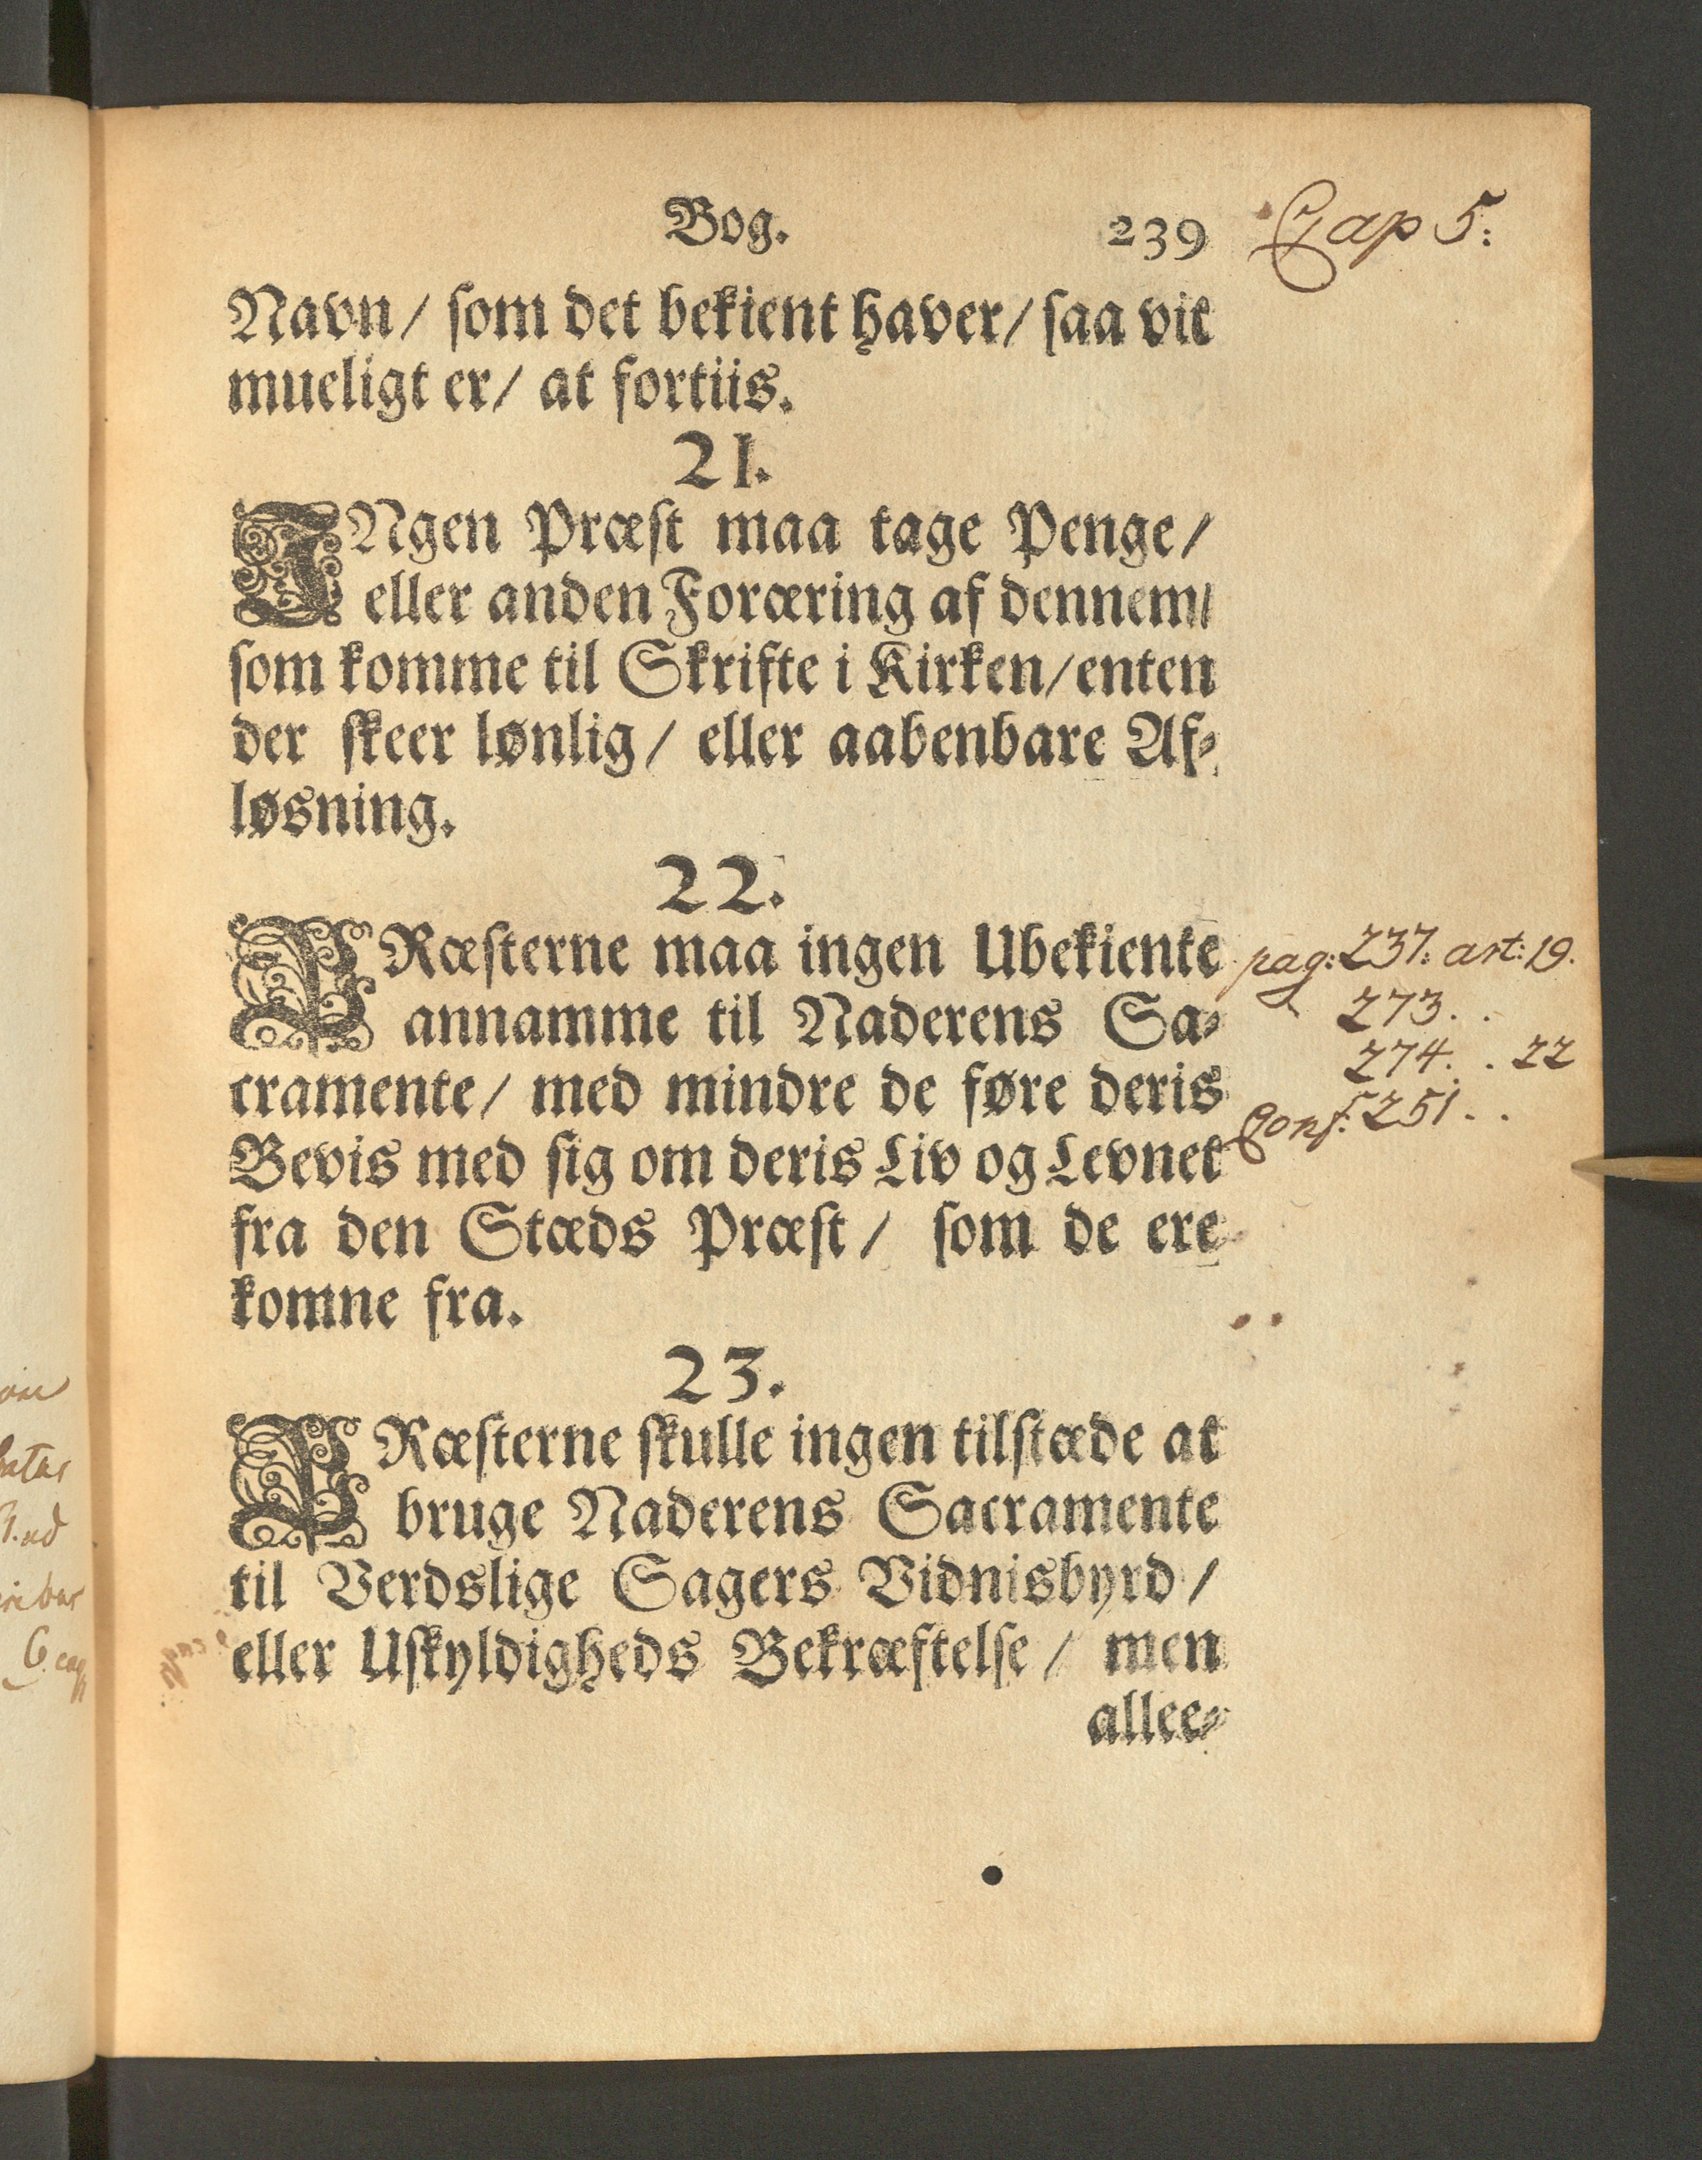 Bog. 239 Cap 5:
Navn/ som det bekient haver/ saa vit
mueligt er/ at fortiis.
21.
INgen Præst maa tage Penge/
eller anden Foræring af dennem/
som komme til Skrifte i Kirken/ enten
der skeer lønlig/ eller aabenbare Af-
løsning.
22.
PRæsterne maa ingen Ubekiente
annamme til Naderens Sa-
cramente/ med mindre de føre deris
Bevis med sig om deris Liv og Levnet
fra den Stæds Præst/ som de ere
komne fra.
pag: 237: art: 19.
273. .
274. . 22
Conf: 251. .
23.
PRæsterne skulle ingen tilstæde at
bruge Naderens Sacramente
til Verdslige Sagers Vidnisbyrd/
eller Uskyldigheds Bekræftelse/ men
allee-